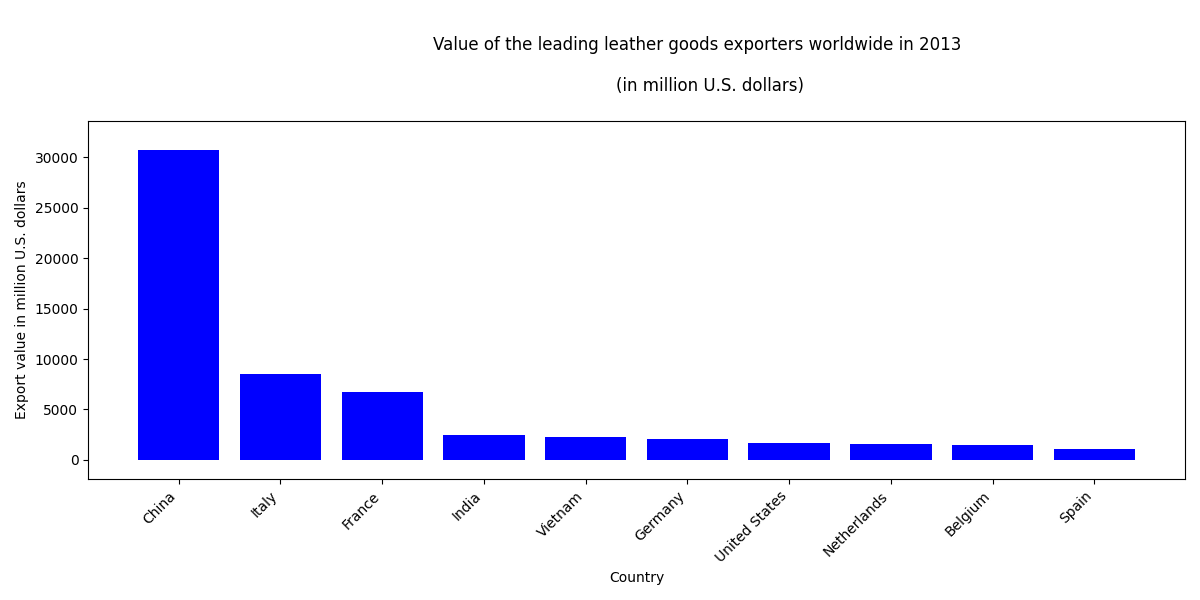 Value of the leading leather goods exporters worldwide in 2013
(in million U.S. dollars)
Export value in million U.S. dollars
30000
25000
20000
15000
10000
5000
0
China
Italy
France
India
Vietnam
Germany
United States
Netherlands
Belgium
Spain
Country